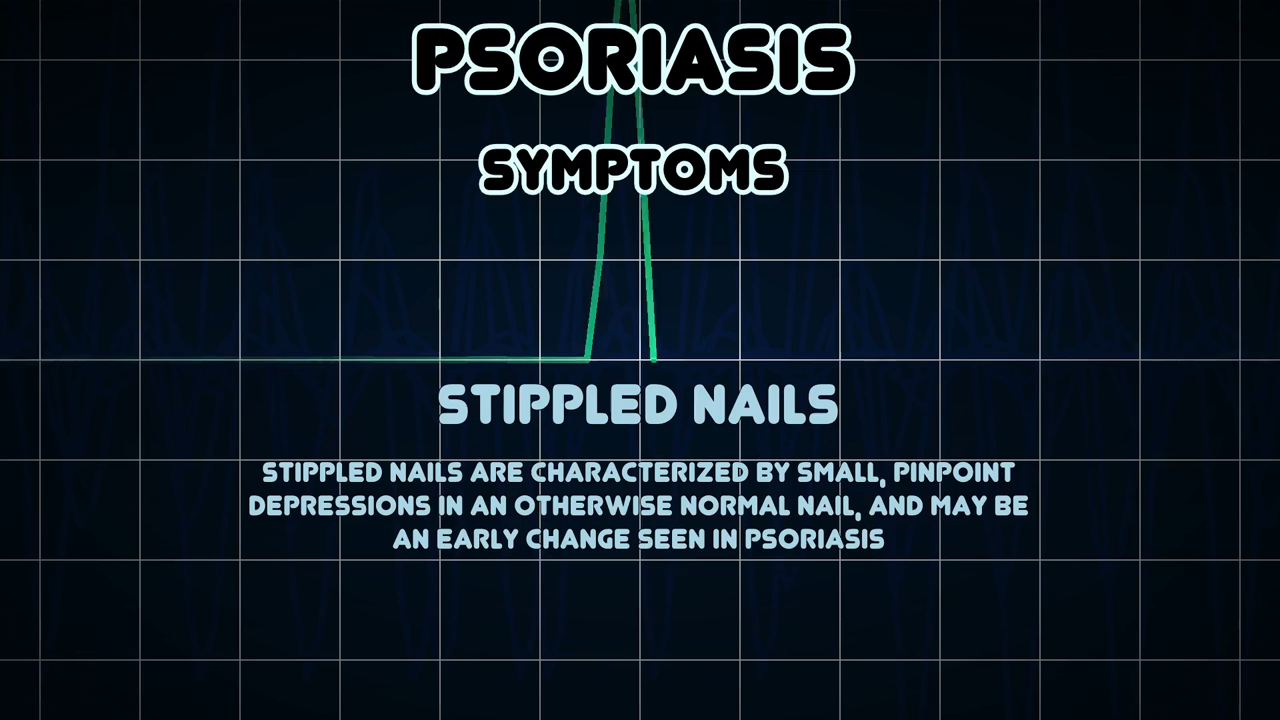 PSORIASIS
SYMPTOMS
STIPPLED NAILS
STIPPLED NAILS ARE CHARACTERIZED BY SMALL, PINPOINT
DEPRESSIONS IN AN OTHERWISE NORMAL NAIL, AND MAY BE
AN EARLY CHANGE SEEN IN PSORIASIS